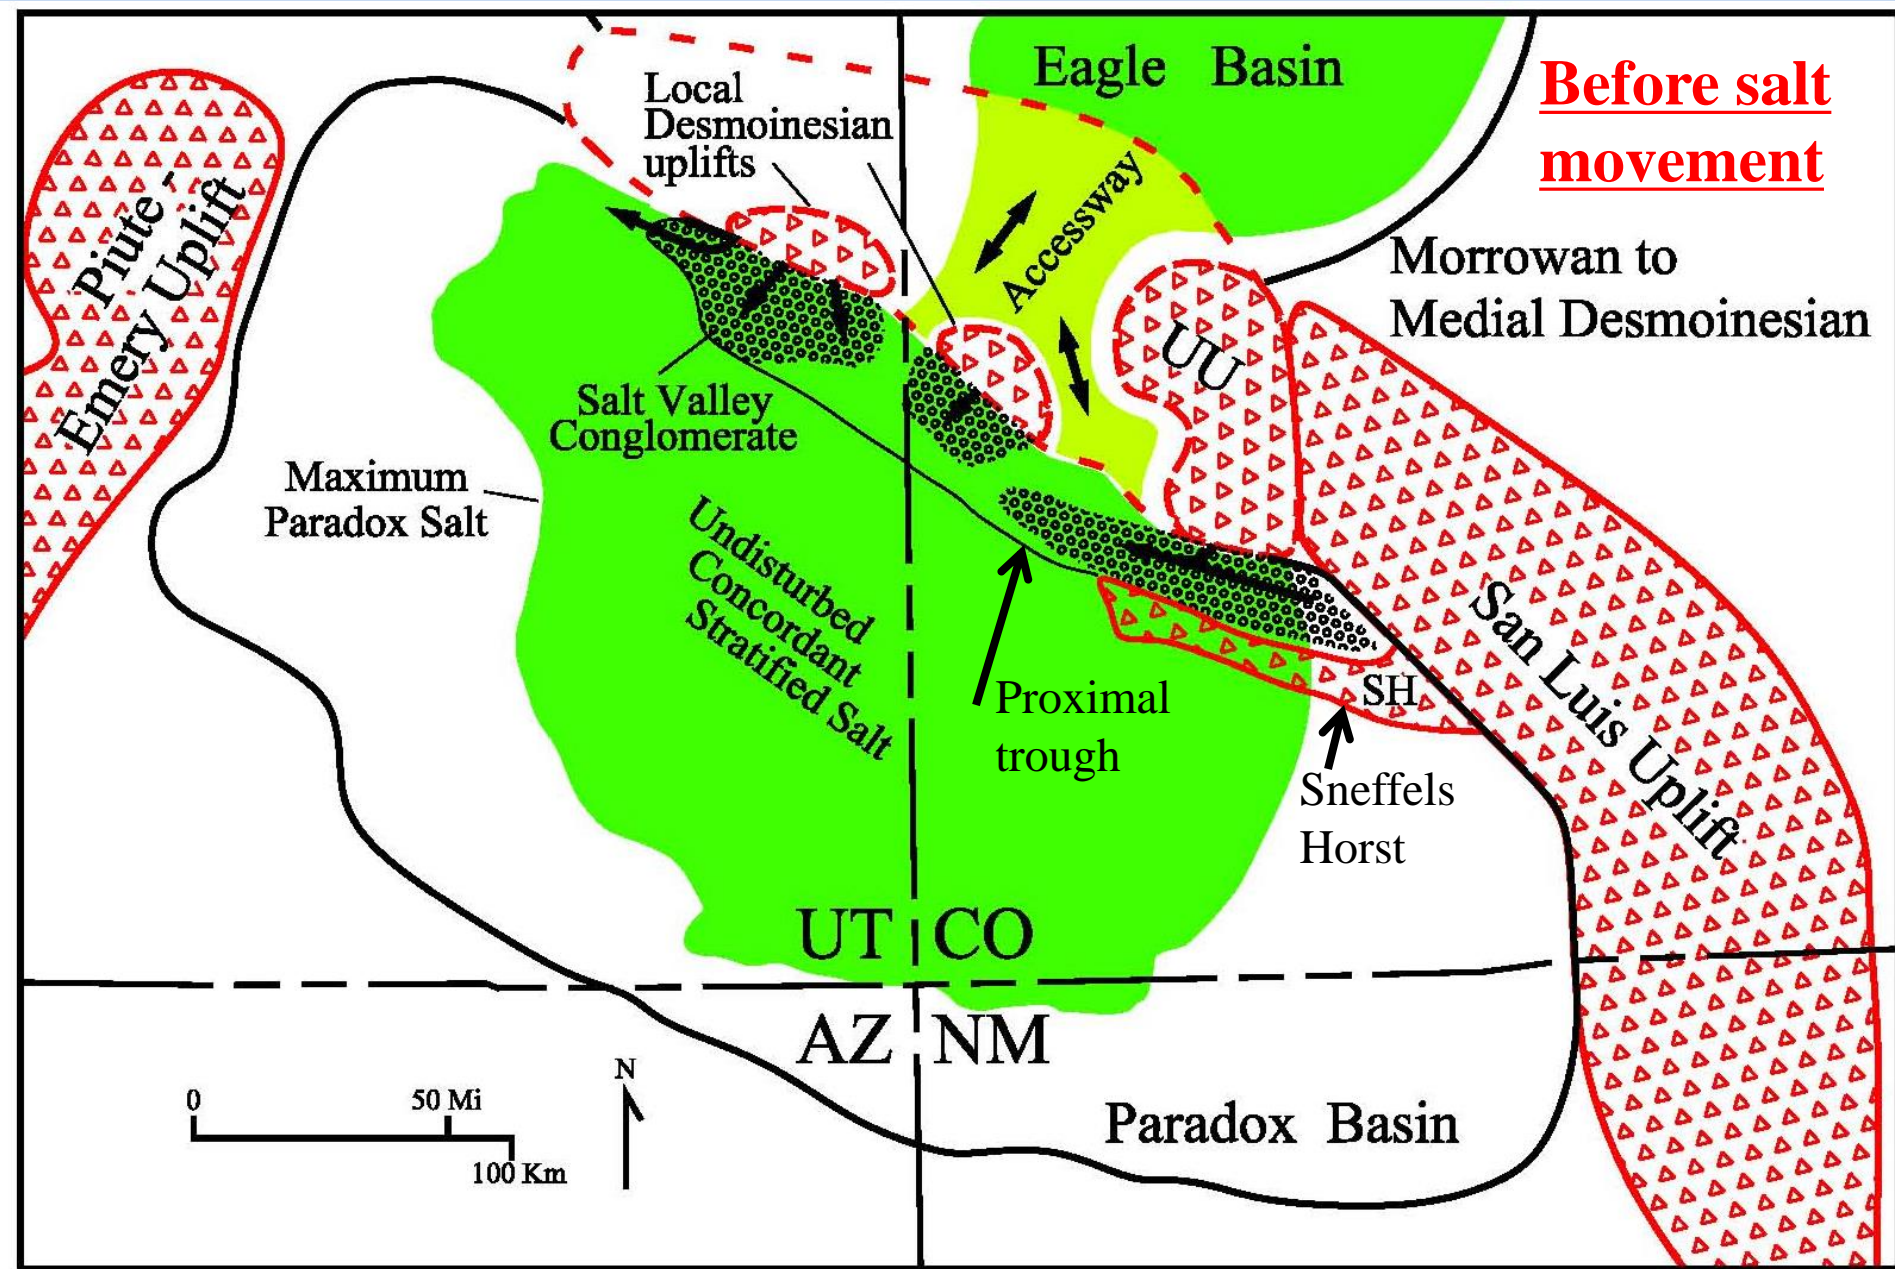 Eagle Basin
Before salt
movement
Local
Desmoinesian
uplifts
Accessway
Piute -
Emery Uplift
Morrowan to
Medial Desmoinesian
UU
Salt Valley
Conglomerate
Maximum
Paradox Salt
Undisturbed
Concordant
Stratified Salt
San Luis Uplift
Proximal
trough
SH
Sneffels
Horst
UT CO
AZ NM
N
0 50 Mi
100 Km
Paradox Basin